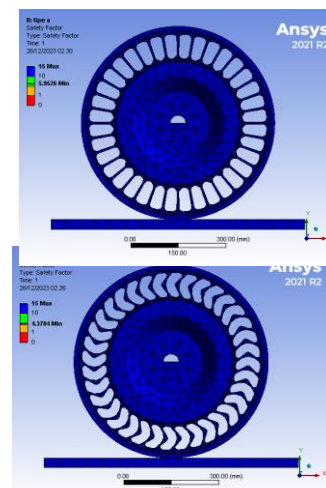 B: tipe a
Safety Factor
Type: Safety Factor
Time: 1
26/12/2023 02.30
15 Max
10
5.9526 Min
1
0
Ansys
2021 R2
0.00
300.00 (mm)
150.00
Y
X
Type: Safety Factor
Time: 1
26/12/2023 02.26
15 Max
10
4.3784 Min
1
0
Ansys
2021 R2
0.00
300.00 (mm)
Y
X